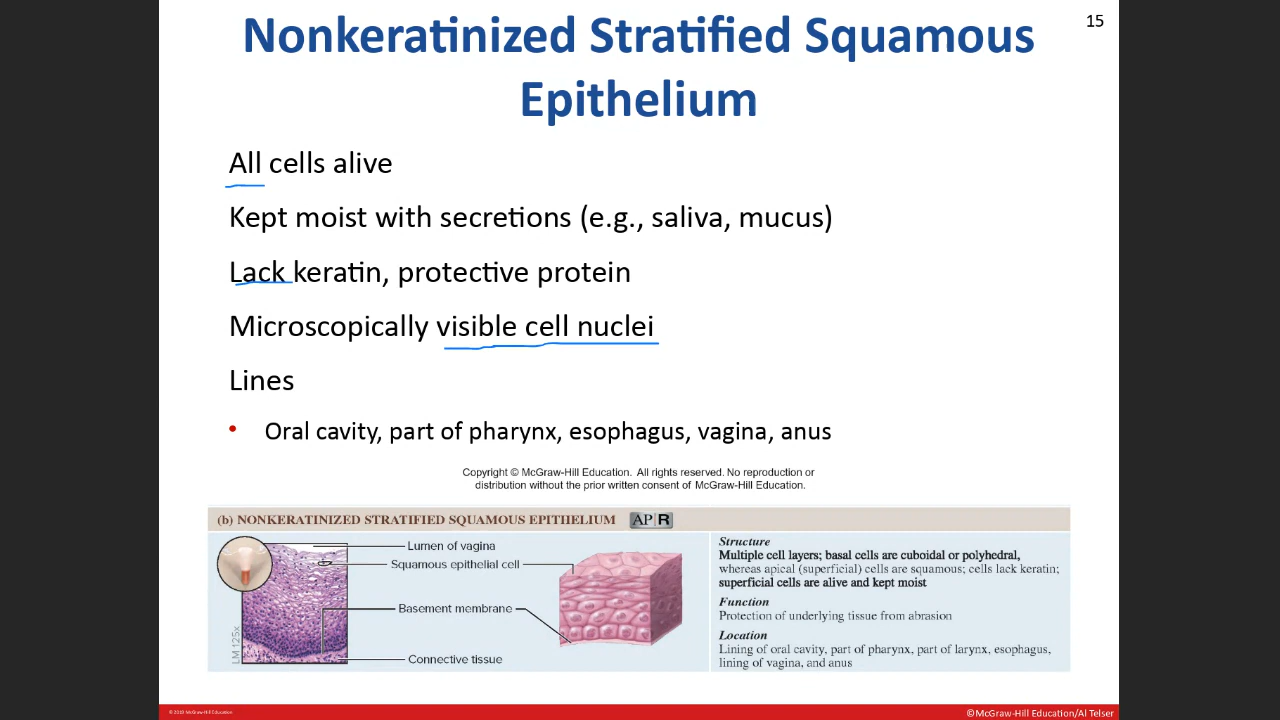 15
Nonkeratinized Stratified Squamous
Epithelium
All cells alive
Kept moist with secretions (e.g., saliva, mucus)
Lack keratin, protective protein
Microscopically visible cell nuclei
Lines
• Oral cavity, part of pharynx, esophagus, vagina, anus
Copyright © McGraw-Hill Education. All rights reserved. No reproduction or
distribution without the prior written consent of McGraw-Hill Education.
(b) NONKERATINIZED STRATIFIED SQUAMOUS EPITHELIUM AP|R
Lumen of vagina
Squamous epithelial cell
Basement membrane
Connective tissue
LM 125x
Structure
Multiple cell layers; basal cells are cuboidal or polyhedral,
whereas apical (superficial) cells are squamous; cells lack keratin;
superficial cells are alive and kept moist
Function
Protection of underlying tissue from abrasion
Location
Lining of oral cavity, part of pharynx, part of larynx, esophagus,
lining of vagina, and anus
© 2019 McGraw-Hill Education
©McGraw-Hill Education/Al Telser